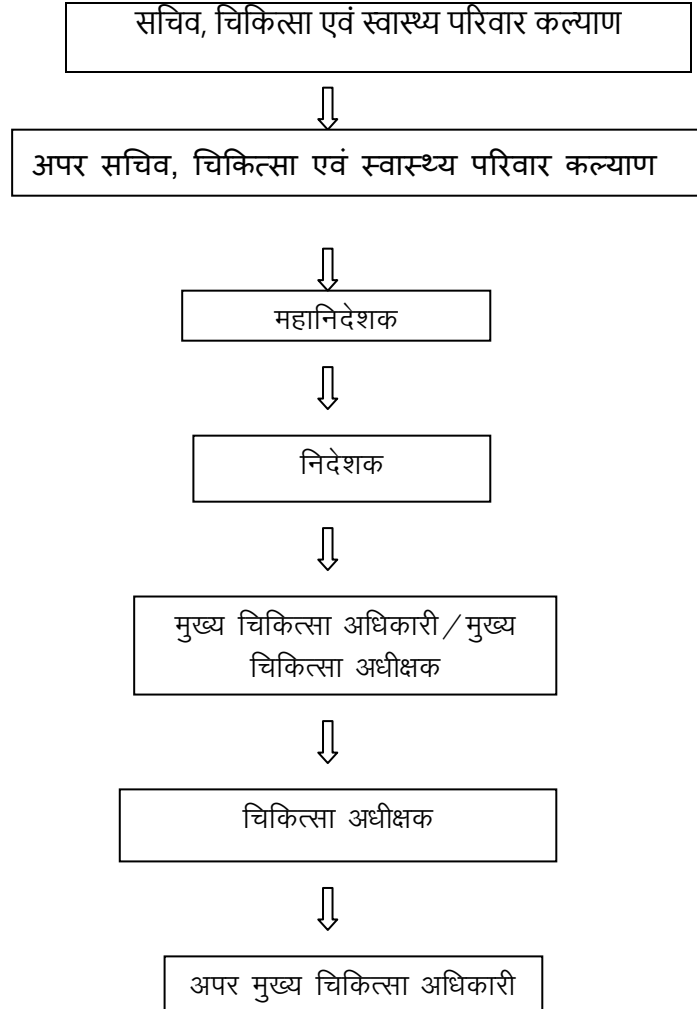 सचिव, चिकित्सा एवं स्वास्थ्य परिवार कल्याण
अपर सचिव, चिकित्सा एवं स्वास्थ्य परिवार कल्याण
महानिदेशक
निदेशक
मुख्य चिकित्सा अधिकारी / मुख्य
चिकित्सा अधीक्षक
चिकित्सा अधीक्षक
अपर मुख्य चिकित्सा अधिकारी